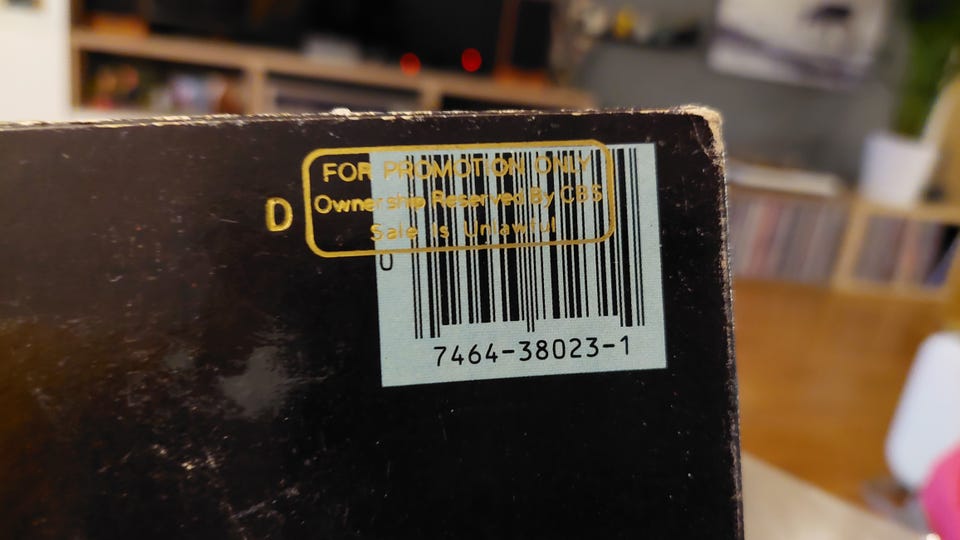 FOR PROMOTION ONLY
D
Ownership Reserved By CBS
Sale Is Unlawful
0
7464-38023-1